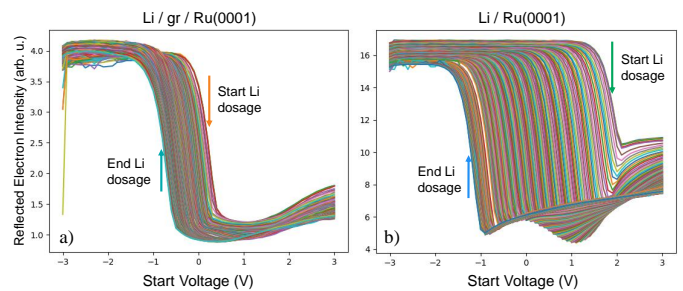 Li / gr / Ru(0001)
Reflected Electron Intensity (arb. u.)
4.0
3.5
3.0
2.5
2.0
1.5
1.0
Start Li
dosage
End Li
dosage
a)
−3
−2
−1
0
1
2
3
Start Voltage (V)
Li / Ru(0001)
16
14
12
10
8
6
4
Start Li
dosage
End Li
dosage
b)
−3
−2
−1
0
1
2
3
Start Voltage (V)